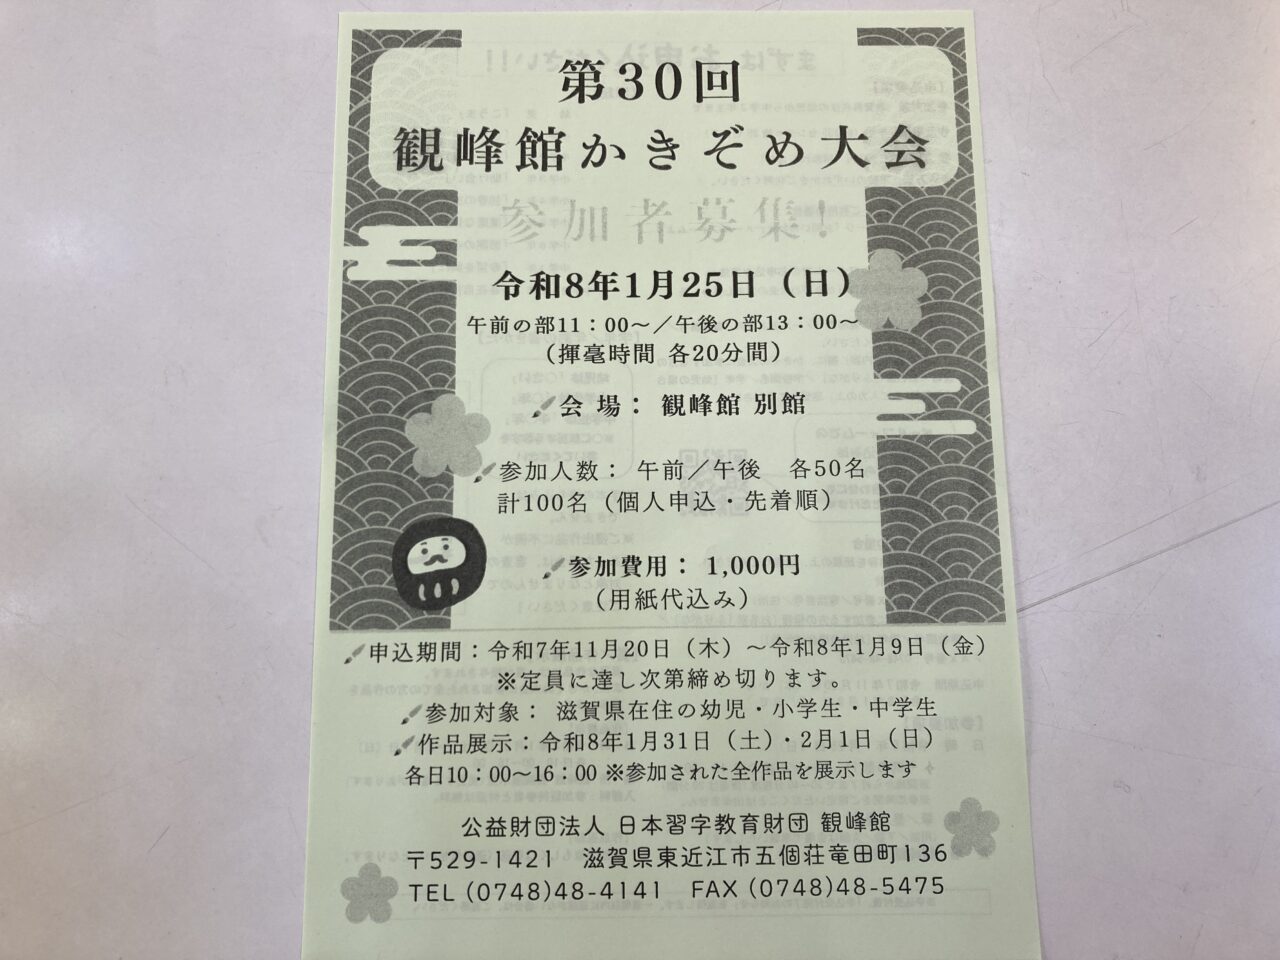 第30回
観峰館かきぞめ大会
参加者募集!
令和8年1月25日（日）
午前の部11：00～／午後の部13：00～
（揮毫時間 各20分間）
会 場： 観峰館 別館
参加人数： 午前／午後 各50名
計100名（個人申込・先着順）
参加費用： 1,000円
（用紙代込み）
申込期間：令和7年11月20日（木）～令和8年1月9日（金）
※定員に達し次第締め切ります。
参加対象： 滋賀県在住の幼児・小学生・中学生
作品展示：令和8年1月31日（土）・2月1日（日）
各日10：00～16：00 ※参加された全作品を展示します
公益財団法人 日本習字教育財団 観峰館
〒529-1421 滋賀県東近江市五個荘竜田町136
TEL (0748)48-4141 FAX (0748)48-5475